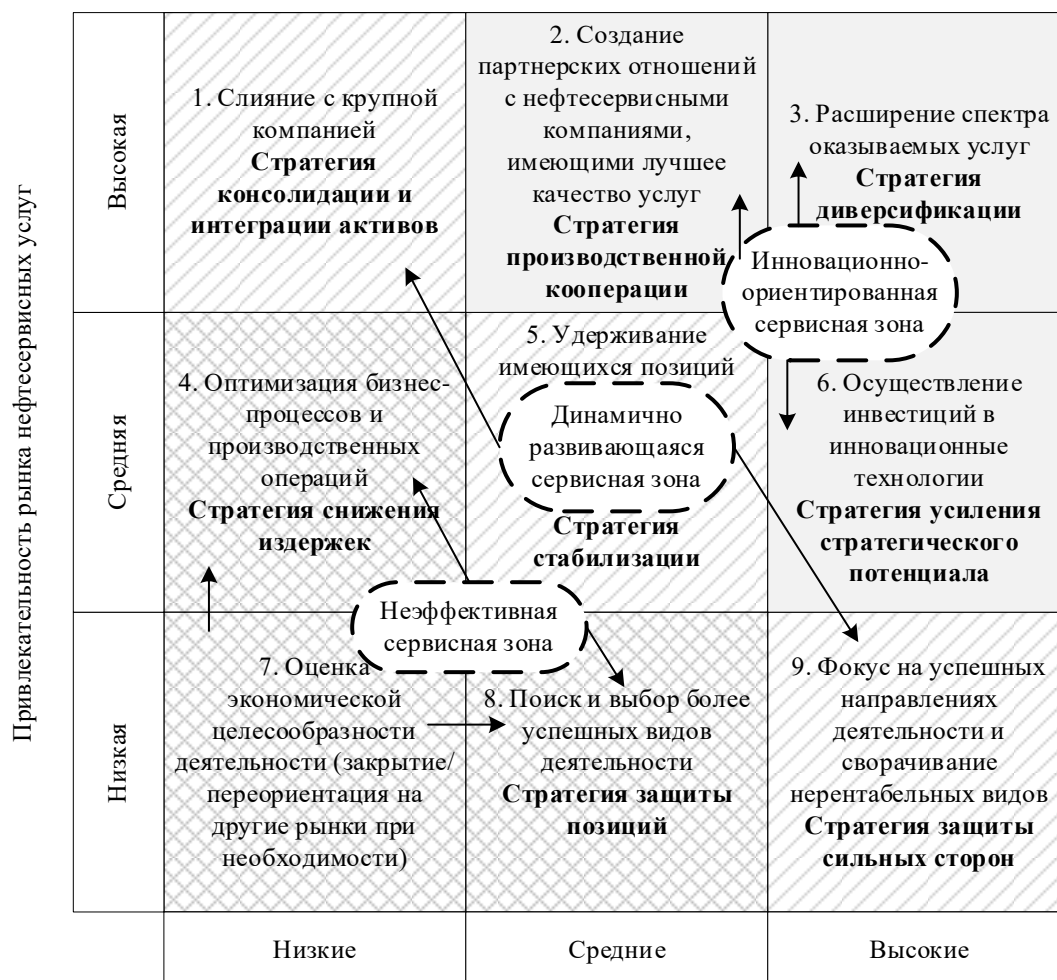 Привлекательность рынка нефтесервисных услуг
Высокая
1. Слияние с крупной
компанией
Стратегия
консолидации и
интеграции активов
2. Создание
партнерских отношений
с нефтесервисными
компаниями,
имеющими лучшее
качество услуг
Стратегия
производственной
кооперации
3. Расширение спектра
оказываемых услуг
Стратегия
диверсификации
Инновационно-
ориентированная
сервисная зона
Средняя
4. Оптимизация бизнес-
процессов и
производственных
операций
Стратегия снижения
издержек
5. Удерживание
имеющихся позиций
Динамично
развивающаяся
сервисная зона
Стратегия
стабилизации
6. Осуществление
инвестиций в
инновационные
технологии
Стратегия усиления
стратегического
потенциала
Неэффективная
сервисная зона
Низкая
7. Оценка
экономической
целесообразности
деятельности (закрытие/
переориентация на
другие рынки при
необходимости)
8. Поиск и выбор более
успешных видов
деятельности
Стратегия защиты
позиций
9. Фокус на успешных
направлениях
деятельности и
сворачивание
нерентабельных видов
Стратегия защиты
сильных сторон
Низкие
Средние
Высокие